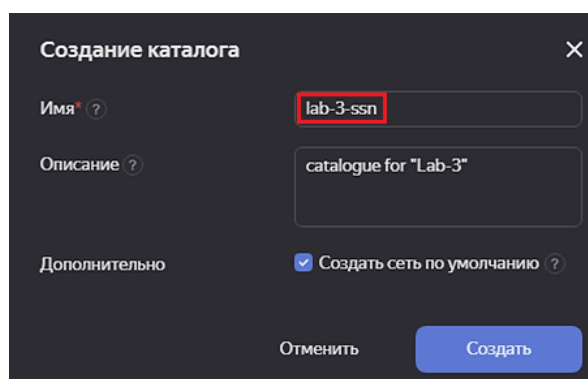 Создание каталога
Имя* ?
lab-3-ssn
Описание ?
catalogue for "Lab-3"
Дополнительно
Создать сеть по умолчанию ?
Отменить
Создать